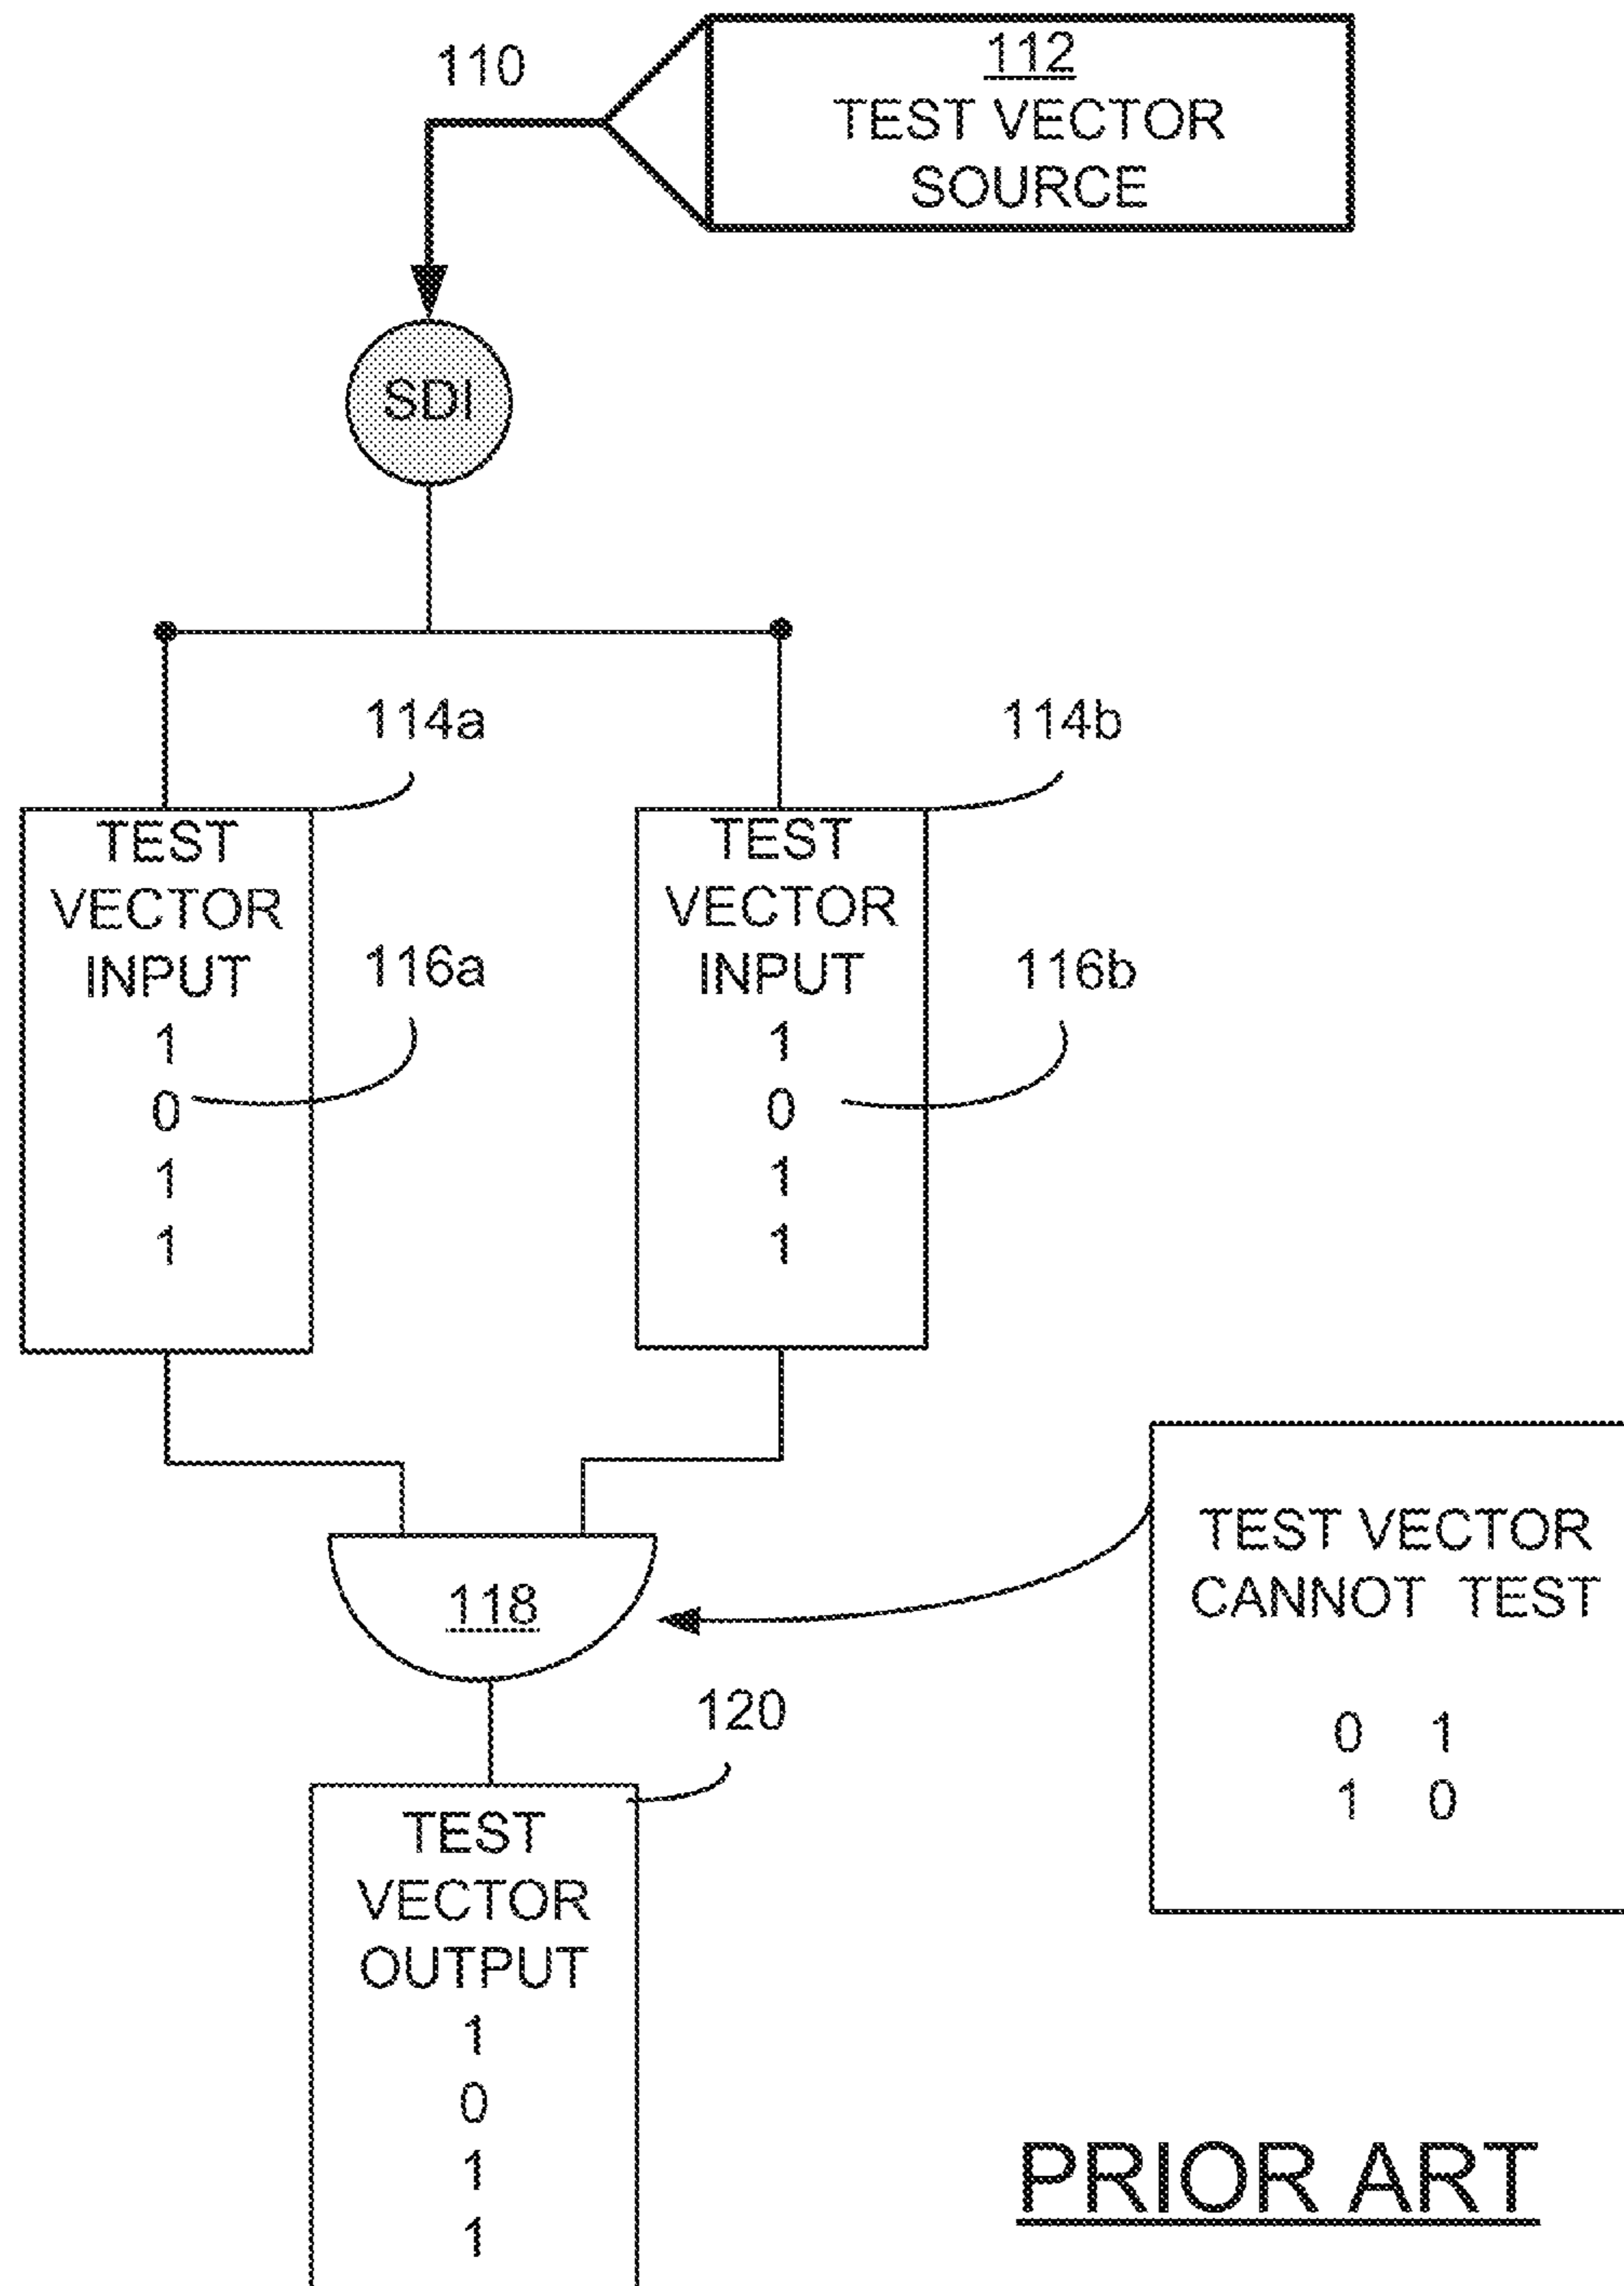 110
112
TEST VECTOR
SOURCE
SDI
114a
114b
TEST
VECTOR
INPUT
1
0
1
1
116a
TEST
VECTOR
INPUT
1
0
1
1
116b
118
TEST VECTOR
CANNOT TEST
0 1
1 0
120
TEST
VECTOR
OUTPUT
1
0
1
1
PRIOR ART